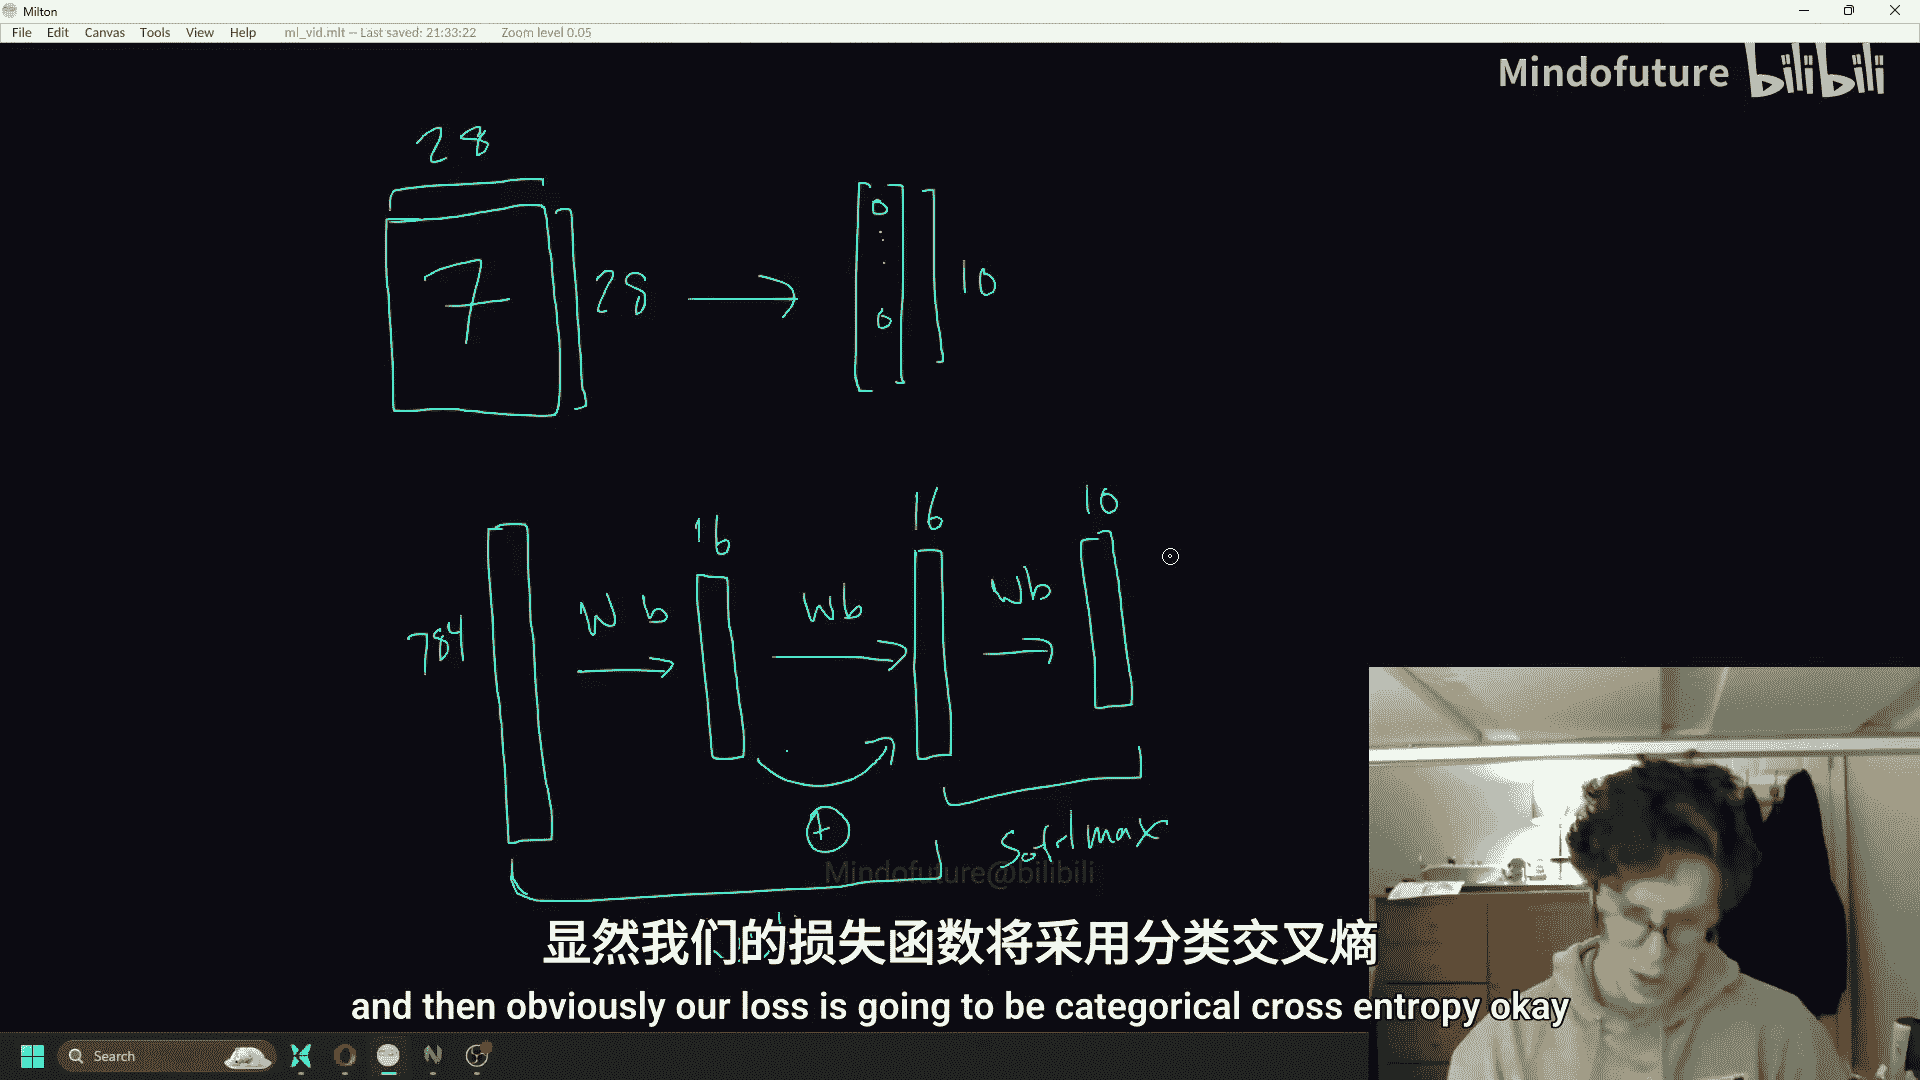 Milton
File Edit Canvas Tools View Help ml_vid.mlt -- Last saved: 21:33:22 Zoom level 0.05
Mindofuture bilibili
28
7
28
0
0
10
784
W b
16
Wb
16
Wb
10
+
Softmax
Mindofuture@bilibili
显然我们的损失函数将采用分类交叉熵
and then obviously our loss is going to be categorical cross entropy okay
Search